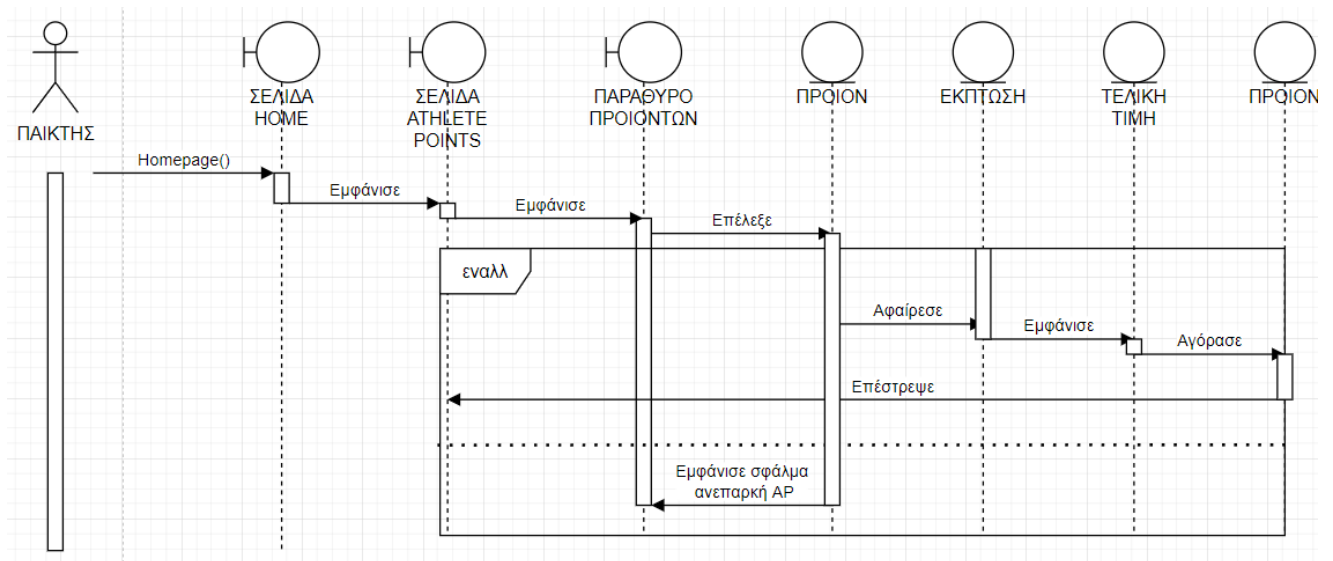 ΠΑΙΚΤΗΣ
ΣΕΛΙΔΑ
HOME
ΣΕΛΙΔΑ
ATHLETE
POINTS
ΠΑΡΑΘΥΡΟ
ΠΡΟΙΟΝΤΩΝ
ΠΡΟΙΟΝ
ΕΚΠΤΩΣΗ
ΤΕΛΙΚΗ
ΤΙΜΗ
ΠΡΟΙΟΝ
Homepage()
Εμφάνισε
Εμφάνισε
Επέλεξε
εναλλ
Αφαίρεσε
Εμφάνισε
Αγόρασε
Επέστρεψε
Εμφάνισε σφάλμα
ανεπαρκή AP